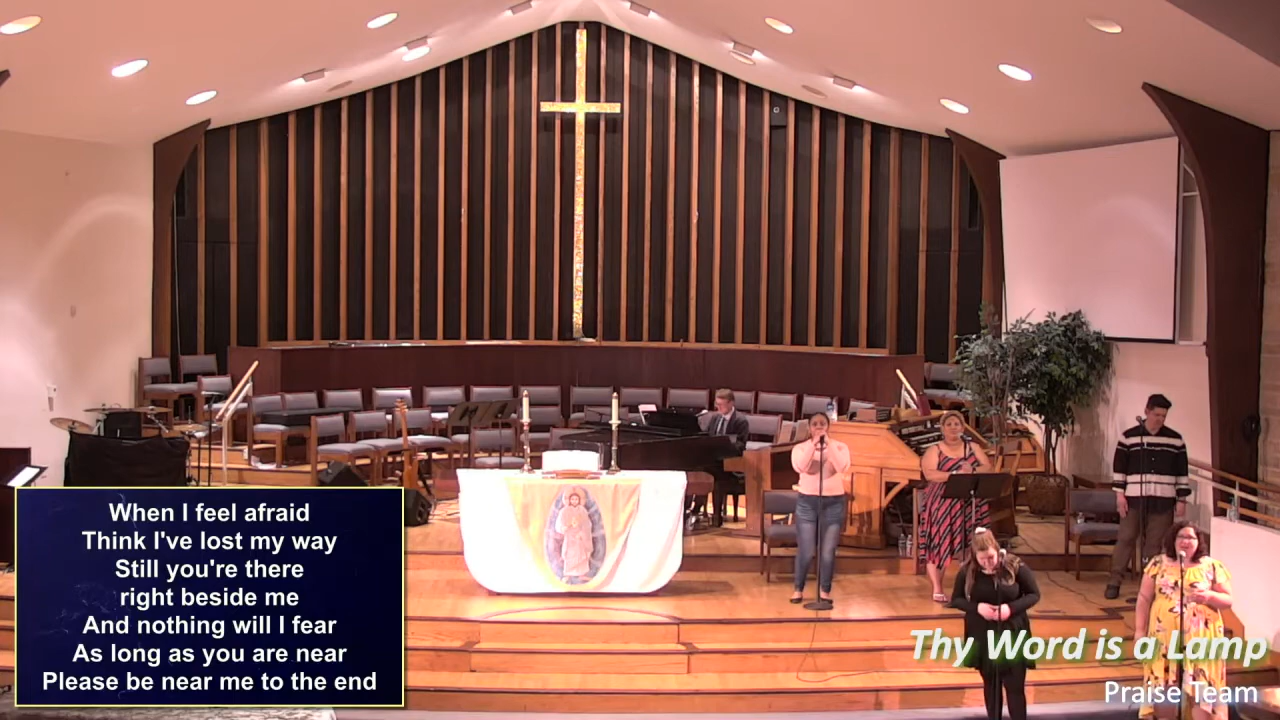 When I feel afraid
Think I've lost my way
Still you're there
right beside me
And nothing will I fear
As long as you are near
Please be near me to the end
Thy Word is a Lamp
Praise Team